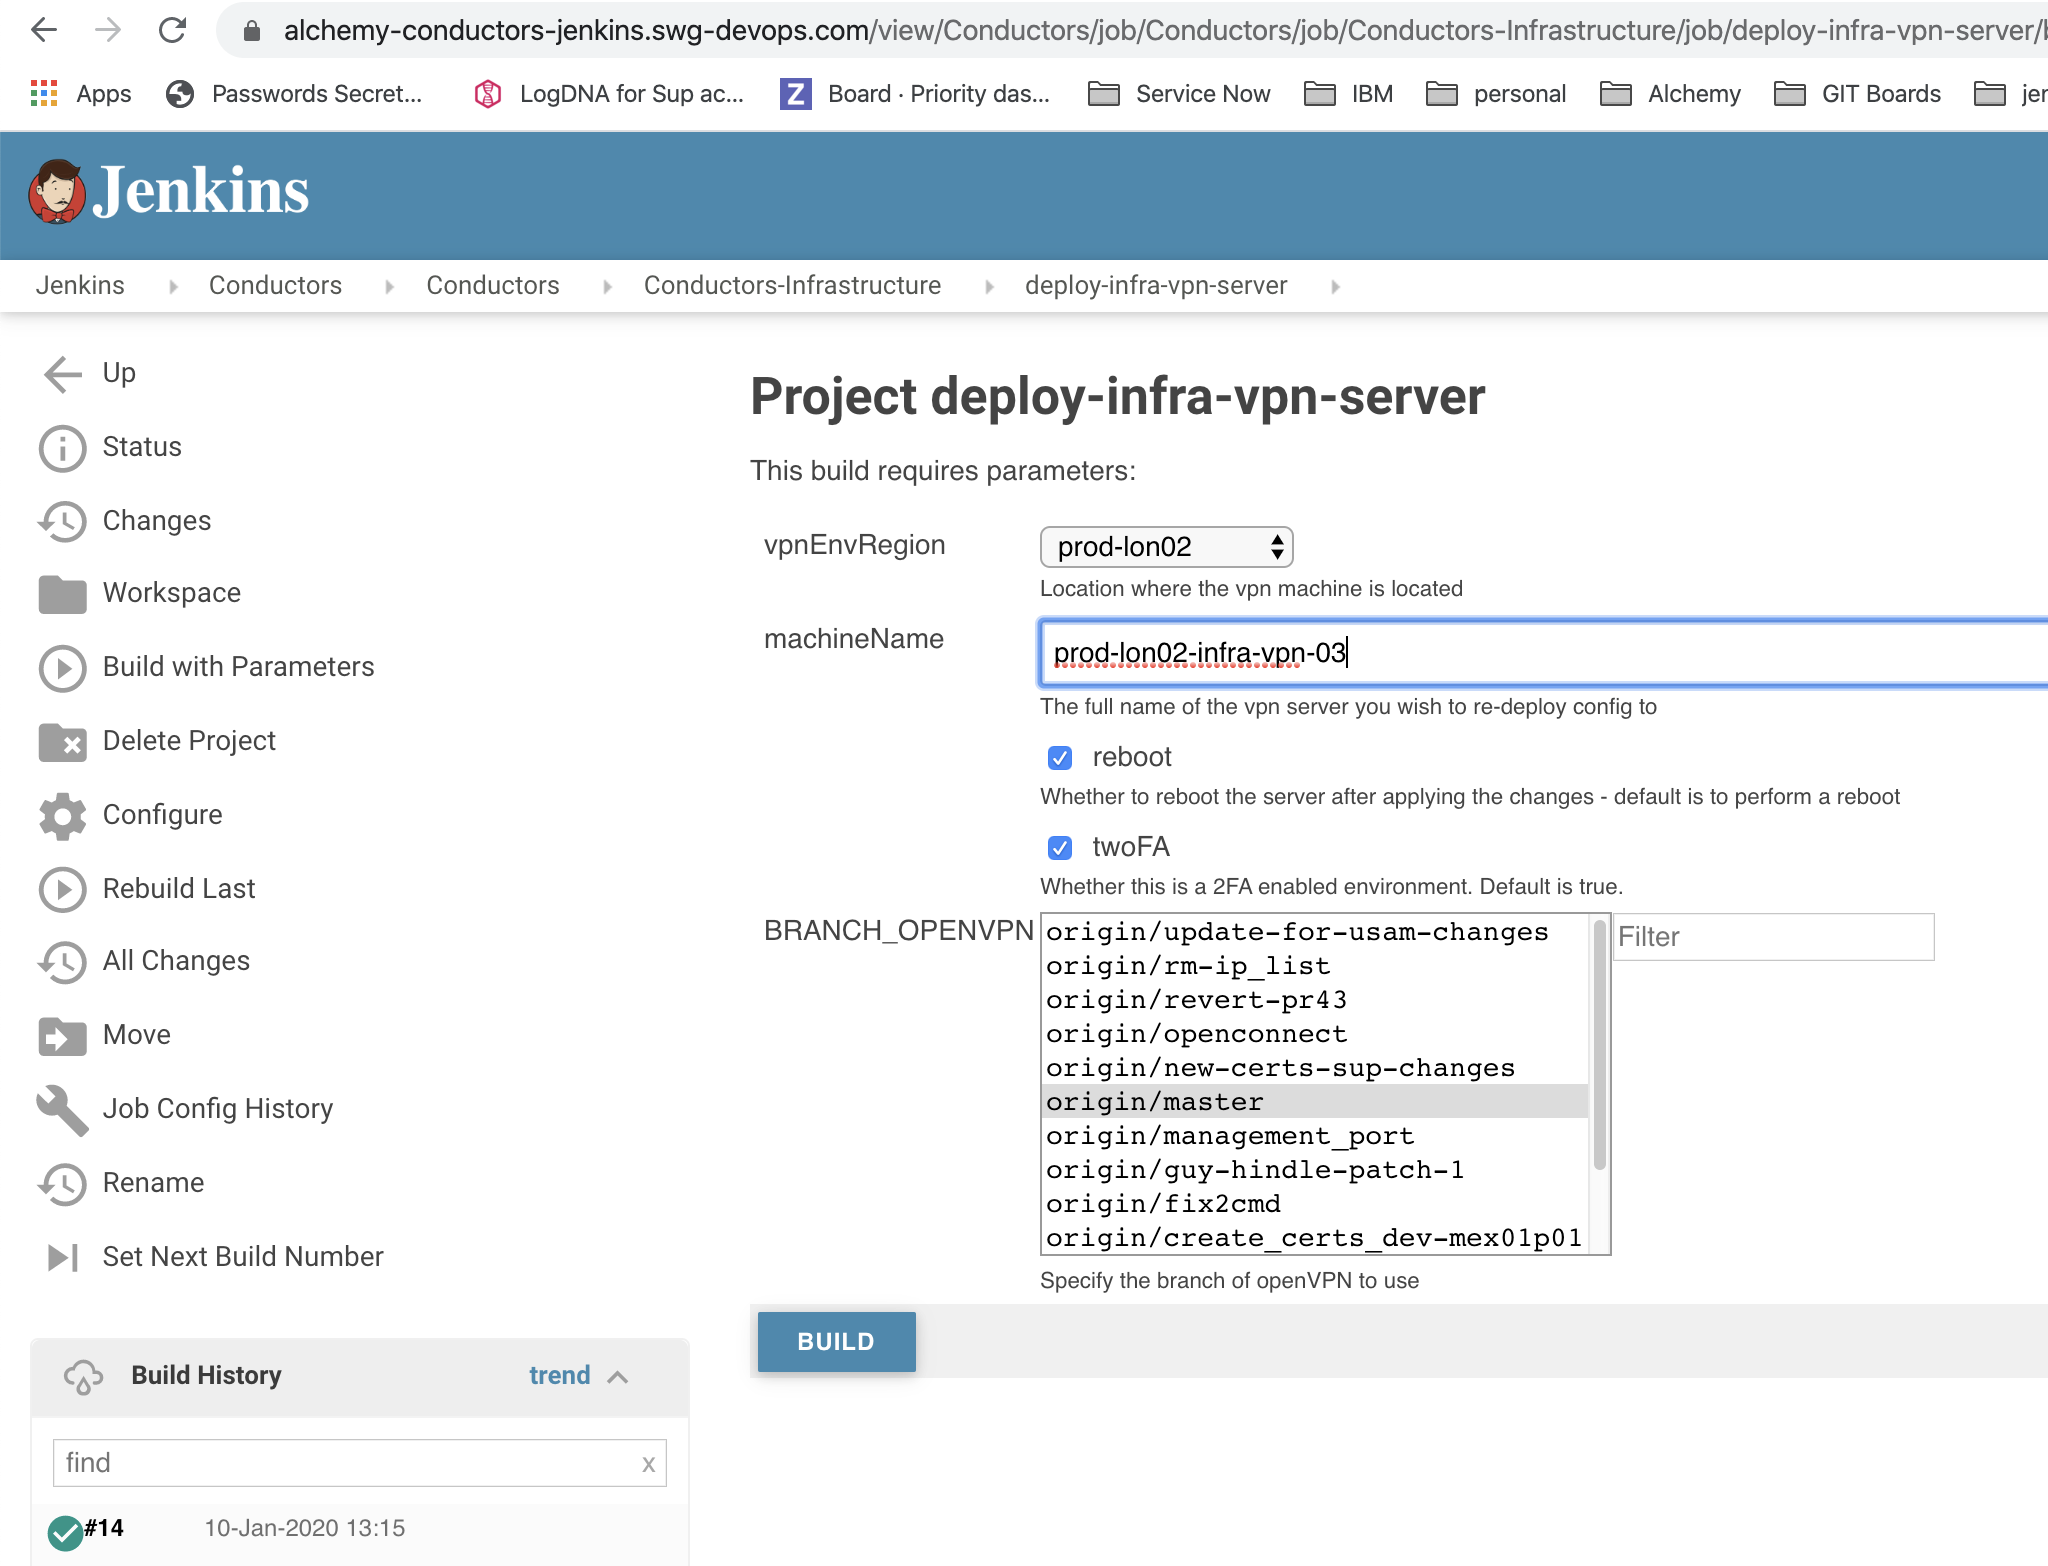 alchemy-conductors-jenkins.swg-devops.com/view/Conductors/job/Conductors/job/Conductors-Infrastructure/job/deploy-infra-vpn-server/
Apps Passwords Secret... LogDNA for Sup ac... Z Board · Priority das... Service Now IBM personal Alchemy GIT Boards jen
Jenkins
Jenkins Conductors Conductors Conductors-Infrastructure deploy-infra-vpn-server
Up
Status
Changes
Workspace
Build with Parameters
Delete Project
Configure
Rebuild Last
All Changes
Move
Job Config History
Rename
Set Next Build Number
Build History trend
find x
#14 10-Jan-2020 13:15
Project deploy-infra-vpn-server
This build requires parameters:
vpnEnvRegion prod-lon02
Location where the vpn machine is located
machineName prod-lon02-infra-vpn-03
The full name of the vpn server you wish to re-deploy config to
reboot
Whether to reboot the server after applying the changes - default is to perform a reboot
twoFA
Whether this is a 2FA enabled environment. Default is true.
BRANCH_OPENVPN origin/update-for-usam-changes Filter
origin/rm-ip_list
origin/revert-pr43
origin/openconnect
origin/new-certs-sup-changes
origin/master
origin/management_port
origin/guy-hindle-patch-1
origin/fix2cmd
origin/create_certs_dev-mex01p01
Specify the branch of openVPN to use
BUILD